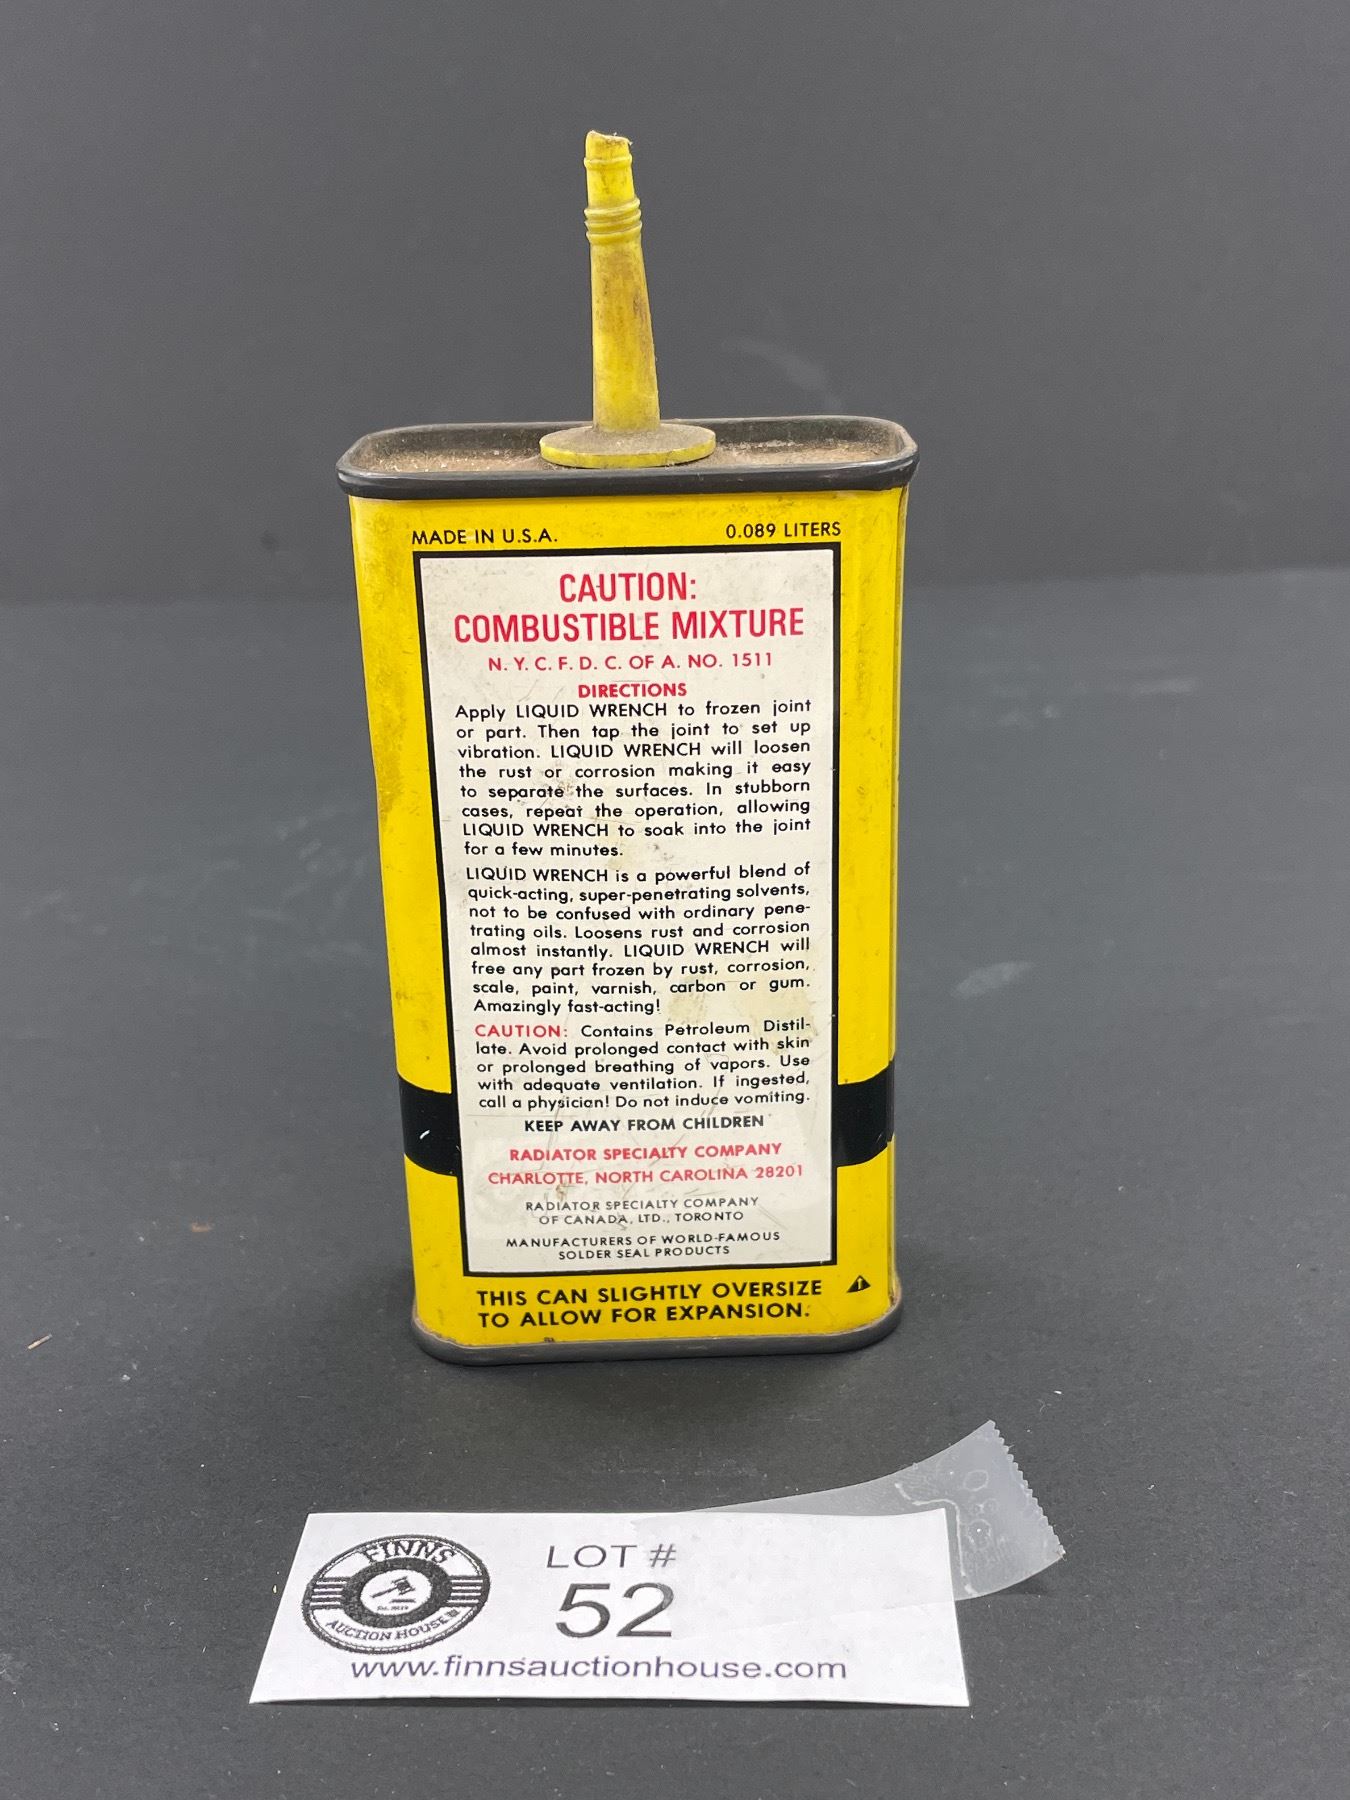 MADE IN U.S.A. 0.089 LITERS
CAUTION:
COMBUSTIBLE MIXTURE
N. Y. C. F. D. C. OF A. NO. 1511
DIRECTIONS
Apply LIQUID WRENCH to frozen joint
or part. Then tap the joint to set up
vibration. LIQUID WRENCH will loosen
the rust or corrosion making it easy
to separate the surfaces. In stubborn
cases, repeat the operation, allowing
LIQUID WRENCH to soak into the joint
for a few minutes.
LIQUID WRENCH is a powerful blend of
quick-acting, super-penetrating solvents,
not to be confused with ordinary pene-
trating oils. Loosens rust and corrosion
almost instantly. LIQUID WRENCH will
free any part frozen by rust, corrosion,
scale, paint, varnish, carbon or gum.
Amazingly fast-acting!
CAUTION: Contains Petroleum Distil-
late. Avoid prolonged contact with skin
or prolonged breathing of vapors. Use
with adequate ventilation. If ingested,
call a physician! Do not induce vomiting.
KEEP AWAY FROM CHILDREN
RADIATOR SPECIALTY COMPANY
CHARLOTTE, NORTH CAROLINA 28201
RADIATOR SPECIALTY COMPANY
OF CANADA, LTD., TORONTO
MANUFACTURERS OF WORLD-FAMOUS
SOLDER SEAL PRODUCTS
THIS CAN SLIGHTLY OVERSIZE
TO ALLOW FOR EXPANSION.
FINNS
AUCTION HOUSE
LOT #
52
www.finnsauctionhouse.com